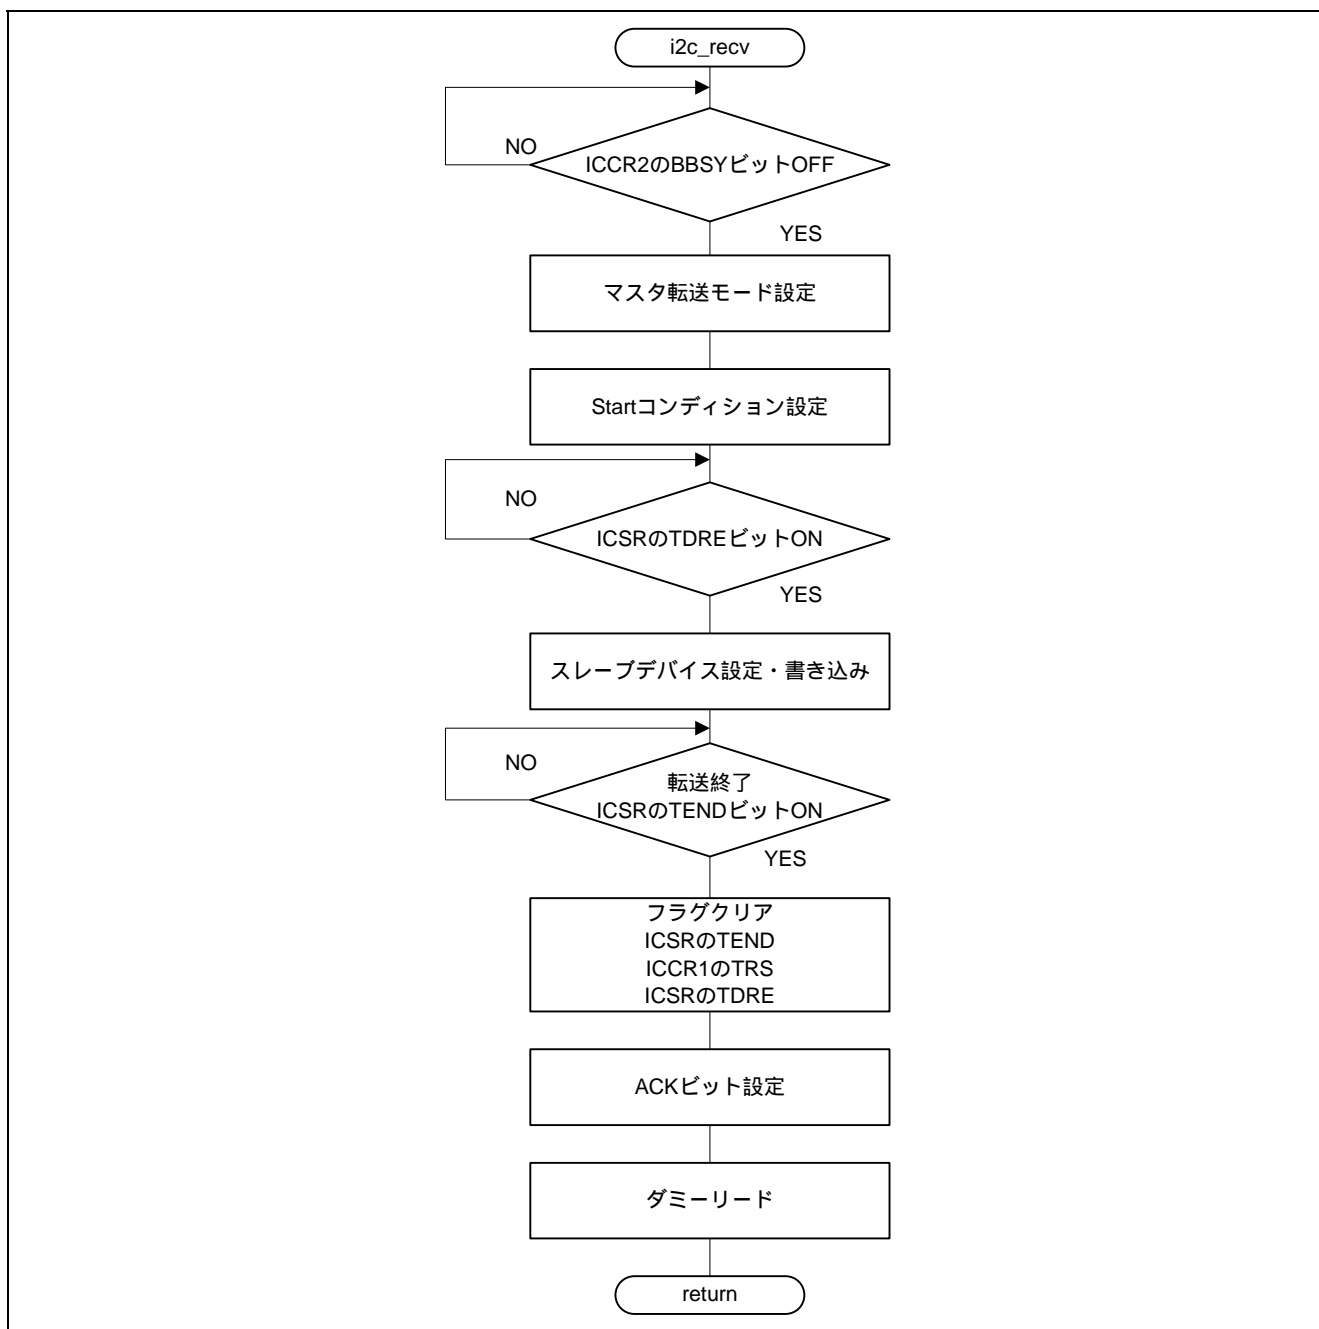 i2c_recv
NO
ICCR2のBBSYビットOFF
YES
マスタ転送モード設定
Startコンディション設定
NO
ICSRのTDREビットON
YES
スレーブデバイス設定・書き込み
NO
転送終了
ICSRのTENDビットON
YES
フラグクリア
ICSRのTEND
ICCR1のTRS
ICSRのTDRE
ACKビット設定
ダミーリード
return